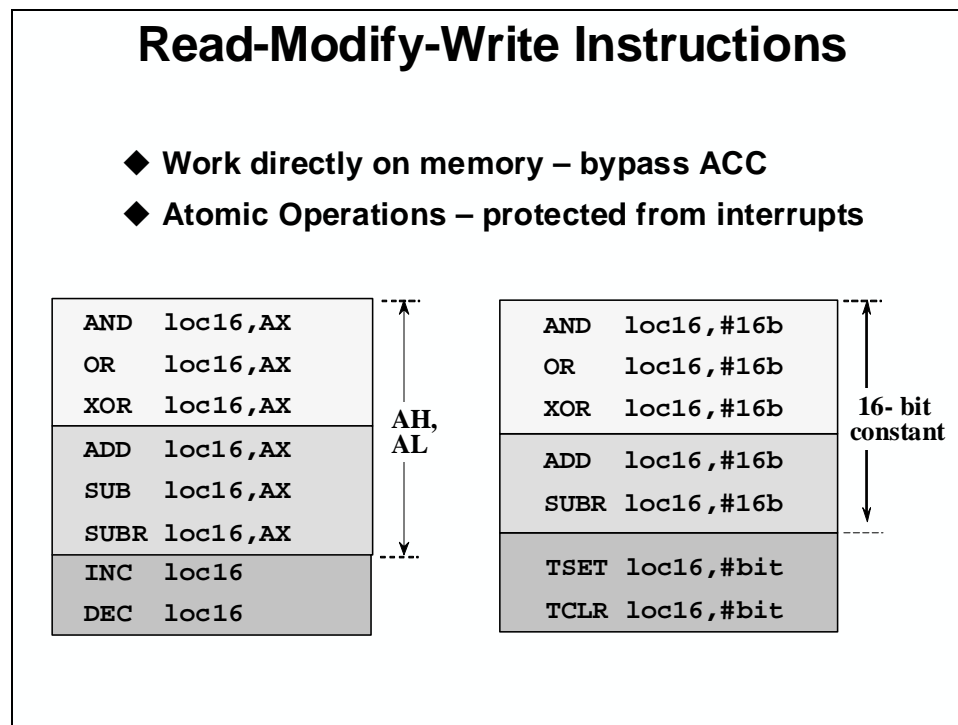 Read-Modify-Write Instructions
◆ Work directly on memory – bypass ACC
◆ Atomic Operations – protected from interrupts
AND loc16,AX
OR loc16,AX
XOR loc16,AX
ADD loc16,AX
SUB loc16,AX
SUBR loc16,AX
INC loc16
DEC loc16
AH,
AL
AND loc16,#16b
OR loc16,#16b
XOR loc16,#16b
ADD loc16,#16b
SUBR loc16,#16b
TSET loc16,#bit
TCLR loc16,#bit
16- bit
constant